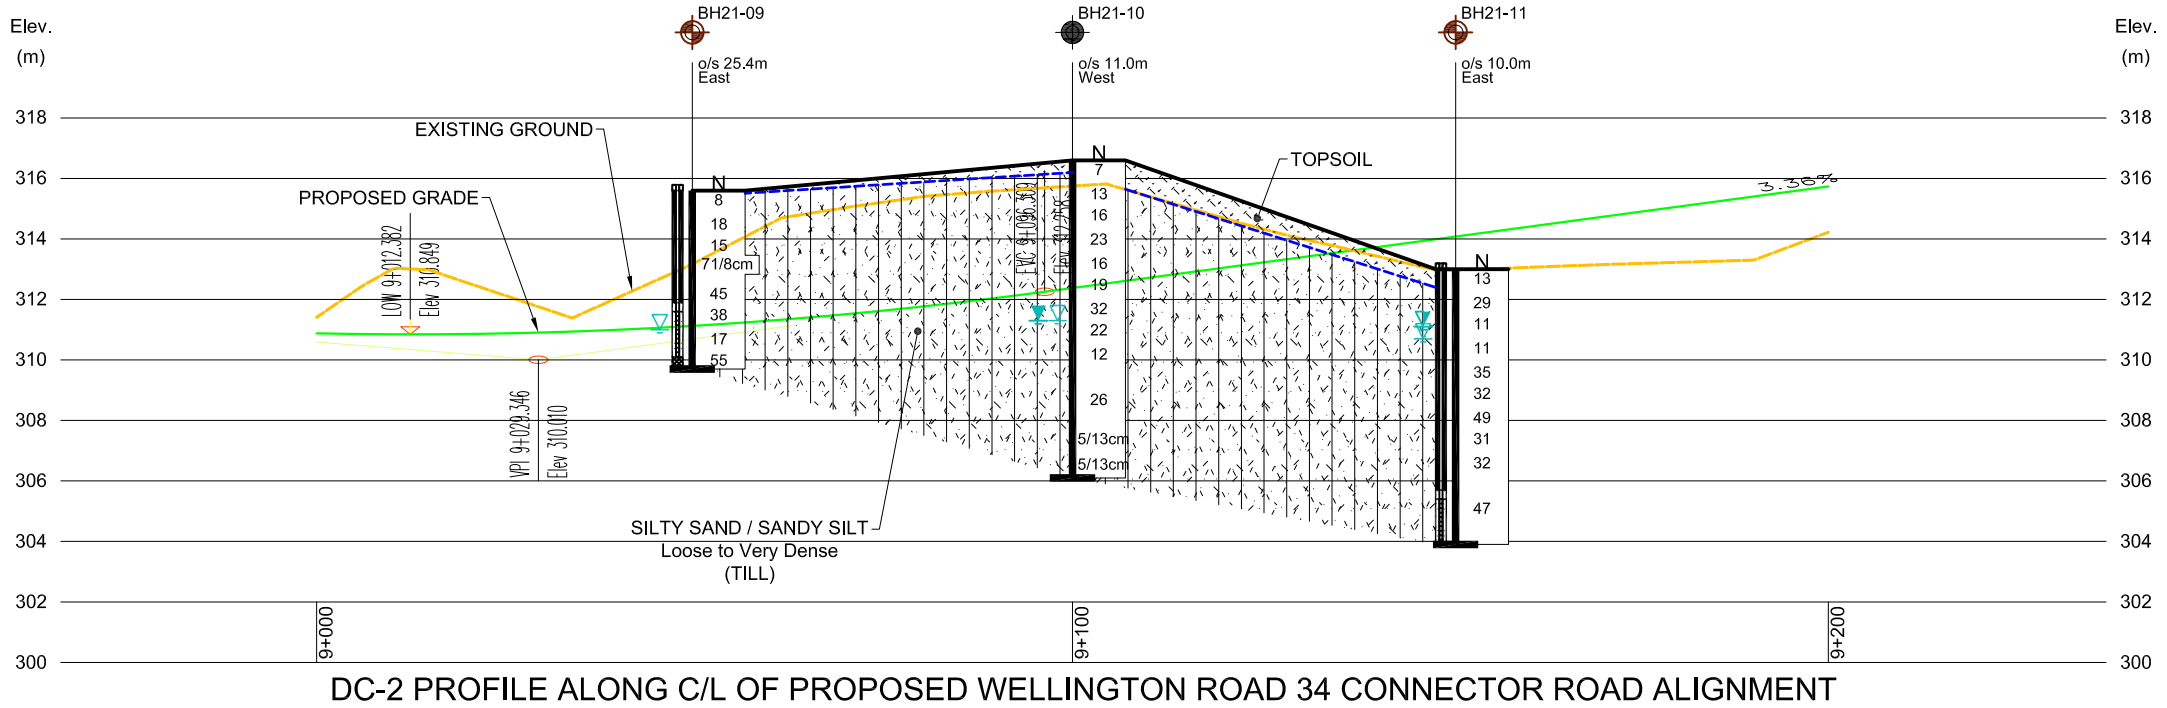 BH21-09
BH21-10
BH21-11
Elev.
(m)
Elev.
(m)
o/s 25.4m
East
o/s 11.0m
West
o/s 10.0m
East
318
318
EXISTING GROUND
TOPSOIL
316
316
PROPOSED GRADE
3.36%
314
314
312
312
310
310
308
308
306
306
304
304
302
302
300
300
LOW 9+012.382
Elev 310.849
VPI 9+029.346
Elev 310.010
EVC 9+096.369
N
8
18
15
71/8cm
45
38
17
55
N
7
13
16
23
16
19
32
22
12
26
5/13cm
5/13cm
N
13
29
11
11
35
32
49
31
32
47
SILTY SAND / SANDY SILT
Loose to Very Dense
(TILL)
9+000
9+100
9+200
DC-2 PROFILE ALONG C/L OF PROPOSED WELLINGTON ROAD 34 CONNECTOR ROAD ALIGNMENT